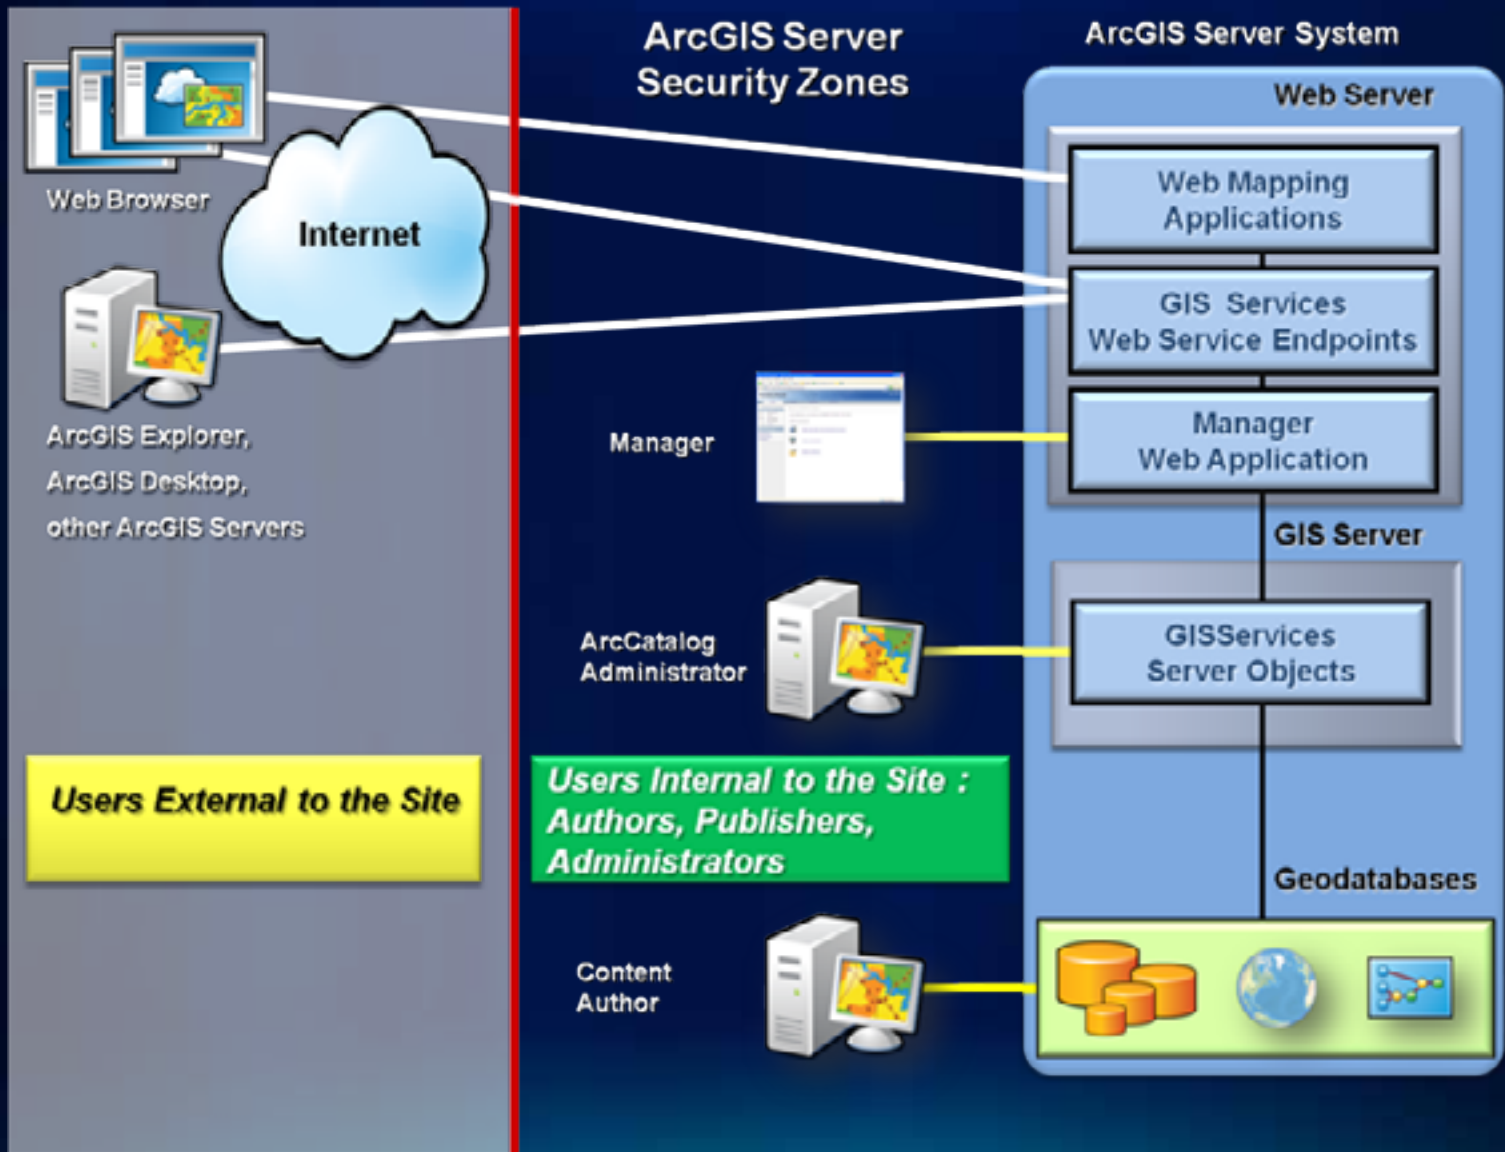 ArcGIS Server
Security Zones
ArcGIS Server System
Web Server
Web Browser
Internet
ArcGIS Explorer,
ArcGIS Desktop,
other ArcGIS Servers
Users External to the Site
Manager
ArcCatalog
Administrator
Users Internal to the Site :
Authors, Publishers,
Administrators
Content
Author
Web Mapping
Applications
GIS Services
Web Service Endpoints
Manager
Web Application
GIS Server
GISServices
Server Objects
Geodatabases